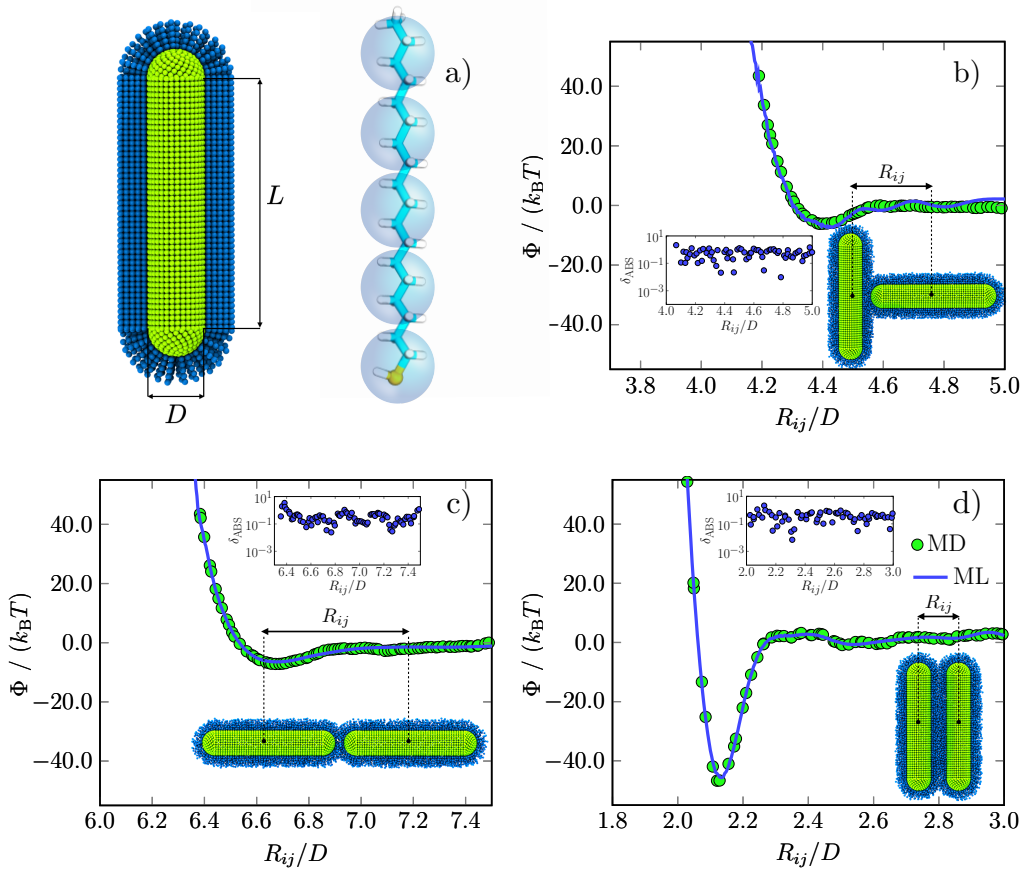 a)
L
D
b)
Φ / (k_B T)
40.0
20.0
0.0
−20.0
−40.0
3.8 4.0 4.2 4.4 4.6 4.8 5.0
R_ij/D
R_ij
δ_ABS
10^1
10^−1
10^−3
4.0 4.2 4.4 4.6 4.8 5.0
R_ij/D
c)
Φ / (k_B T)
40.0
20.0
0.0
−20.0
−40.0
6.0 6.2 6.4 6.6 6.8 7.0 7.2 7.4
R_ij/D
R_ij
δ_ABS
10^1
10^−1
10^−3
6.4 6.6 6.8 7.0 7.2 7.4
R_ij/D
d)
Φ / (k_B T)
40.0
20.0
0.0
−20.0
−40.0
1.8 2.0 2.2 2.4 2.6 2.8 3.0
R_ij/D
MD
ML
R_ij
δ_ABS
10^1
10^−1
10^−3
2.0 2.2 2.4 2.6 2.8 3.0
R_ij/D